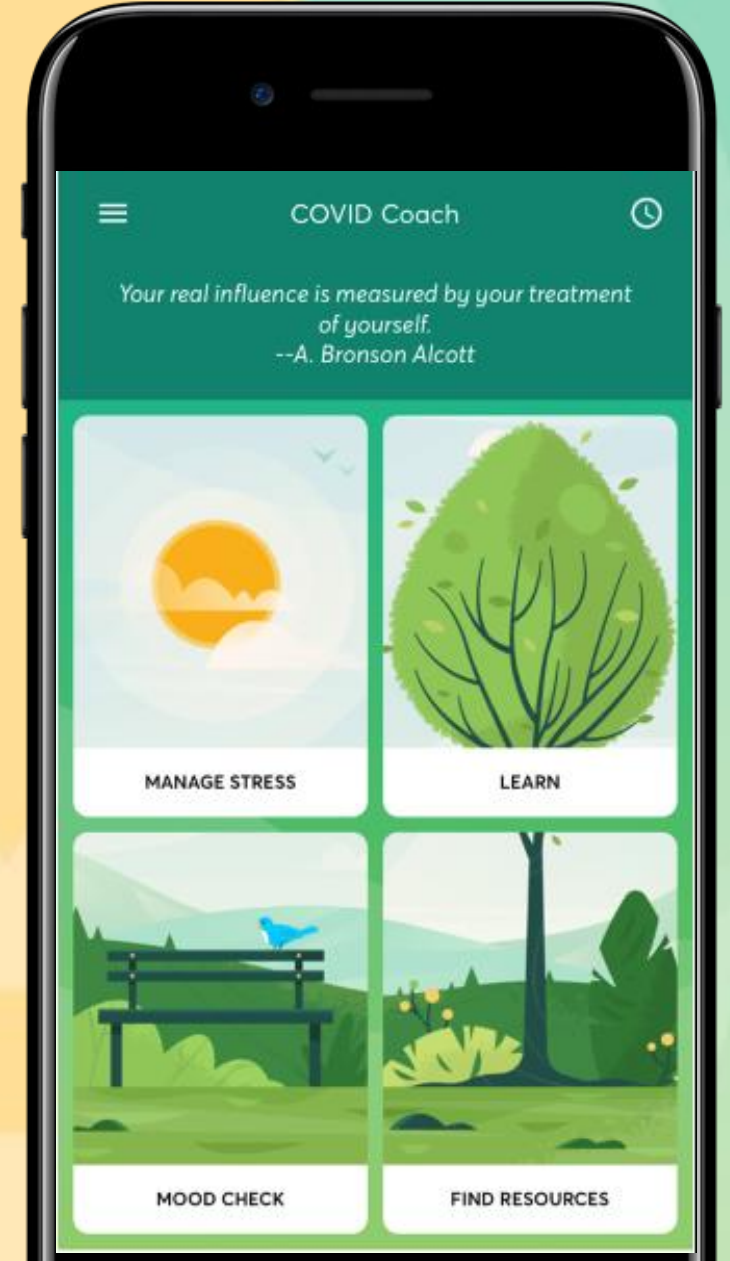 COVID Coach
Your real influence is measured by your treatment
of yourself.
--A. Bronson Alcott
MANAGE STRESS
LEARN
MOOD CHECK
FIND RESOURCES